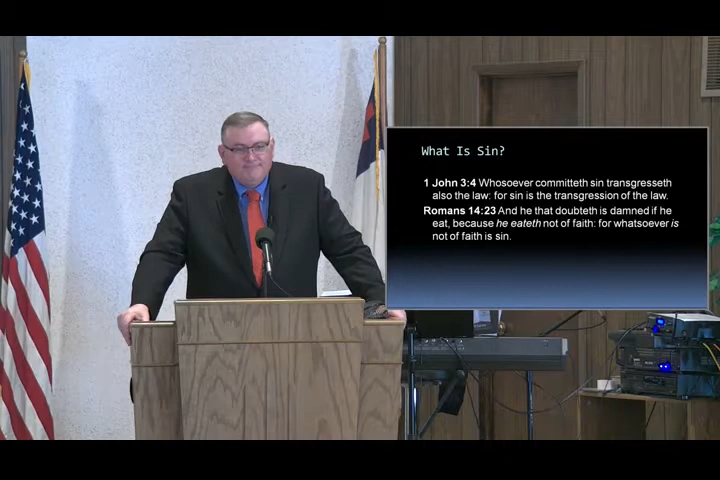 What Is Sin?
1 John 3:4 Whosoever committeth sin transgresseth
also the law: for sin is the transgression of the law.
Romans 14:23 And he that doubteth is damned if he
eat, because he eateth not of faith: for whatsoever is
not of faith is sin.